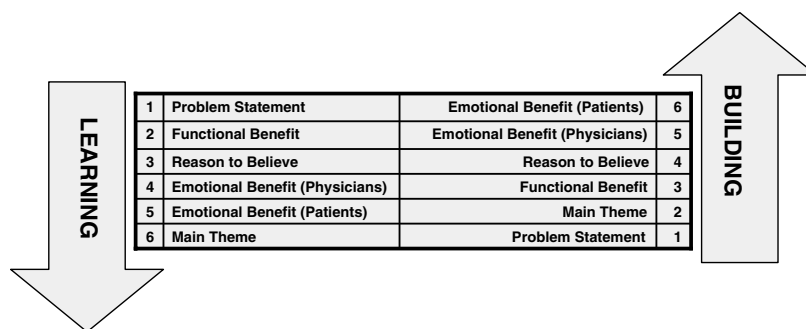 LEARNING
1 Problem Statement Emotional Benefit (Patients) 6
2 Functional Benefit Emotional Benefit (Physicians) 5
3 Reason to Believe Reason to Believe 4
4 Emotional Benefit (Physicians) Functional Benefit 3
5 Emotional Benefit (Patients) Main Theme 2
6 Main Theme Problem Statement 1
BUILDING